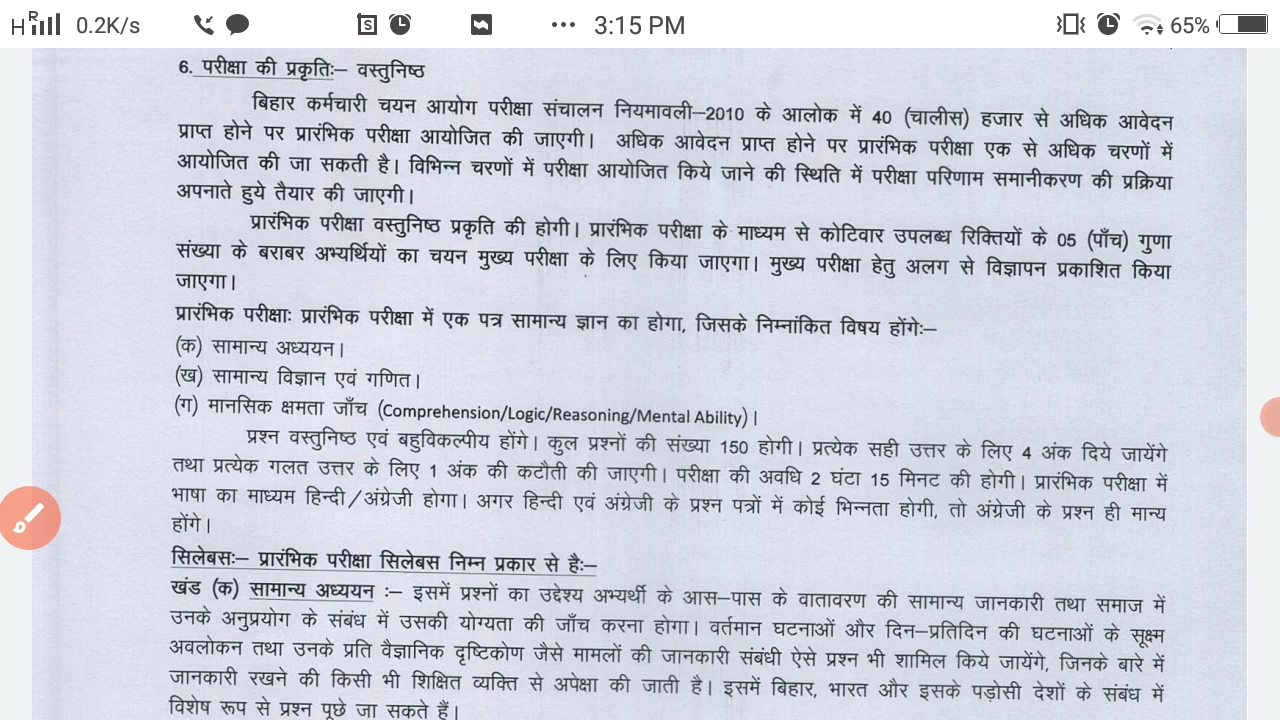 HR 0.2K/s S ••• 3:15 PM 65%
6. परीक्षा की प्रकृतिः– वस्तुनिष्ठ
बिहार कर्मचारी चयन आयोग परीक्षा संचालन नियमावली–2010 के आलोक में 40 (चालीस) हजार से अधिक आवेदन
प्राप्त होने पर प्रारंभिक परीक्षा आयोजित की जाएगी। अधिक आवेदन प्राप्त होने पर प्रारंभिक परीक्षा एक से अधिक चरणों में
आयोजित की जा सकती है। विभिन्न चरणों में परीक्षा आयोजित किये जाने की स्थिति में परीक्षा परिणाम समानीकरण की प्रक्रिया
अपनाते हुये तैयार की जाएगी।
प्रारंभिक परीक्षा वस्तुनिष्ठ प्रकृति की होगी। प्रारंभिक परीक्षा के माध्यम से कोटिवार उपलब्ध रिक्तियों के 05 (पाँच) गुणा
संख्या के बराबर अभ्यर्थियों का चयन मुख्य परीक्षा के लिए किया जाएगा। मुख्य परीक्षा हेतु अलग से विज्ञापन प्रकाशित किया
जाएगा।
प्रारंभिक परीक्षाः प्रारंभिक परीक्षा में एक पत्र सामान्य ज्ञान का होगा, जिसके निम्नांकित विषय होंगेः–
(क) सामान्य अध्ययन।
(ख) सामान्य विज्ञान एवं गणित।
(ग) मानसिक क्षमता जाँच (Comprehension/Logic/Reasoning/Mental Ability)।
प्रश्न वस्तुनिष्ठ एवं बहुविकल्पीय होंगे। कुल प्रश्नों की संख्या 150 होगी। प्रत्येक सही उत्तर के लिए 4 अंक दिये जायेंगे
तथा प्रत्येक गलत उत्तर के लिए 1 अंक की कटौती की जाएगी। परीक्षा की अवधि 2 घंटा 15 मिनट की होगी। प्रारंभिक परीक्षा में
भाषा का माध्यम हिन्दी/अंग्रेजी होगा। अगर हिन्दी एवं अंग्रेजी के प्रश्न पत्रों में कोई भिन्नता होगी, तो अंग्रेजी के प्रश्न ही मान्य
होंगे।
सिलेबसः– प्रारंभिक परीक्षा सिलेबस निम्न प्रकार से हैः–
खंड (क) सामान्य अध्ययन :– इसमें प्रश्नों का उद्देश्य अभ्यर्थी के आस–पास के वातावरण की सामान्य जानकारी तथा समाज में
उनके अनुप्रयोग के संबंध में उसकी योग्यता की जाँच करना होगा। वर्तमान घटनाओं और दिन–प्रतिदिन की घटनाओं के सूक्ष्म
अवलोकन तथा उनके प्रति वैज्ञानिक दृष्टिकोण जैसे मामलों की जानकारी संबंधी ऐसे प्रश्न भी शामिल किये जायेंगे, जिनके बारे में
जानकारी रखने की किसी भी शिक्षित व्यक्ति से अपेक्षा की जाती है। इसमें बिहार, भारत और इसके पड़ोसी देशों के संबंध में
विशेष रूप से प्रश्न पूछे जा सकते हैं।